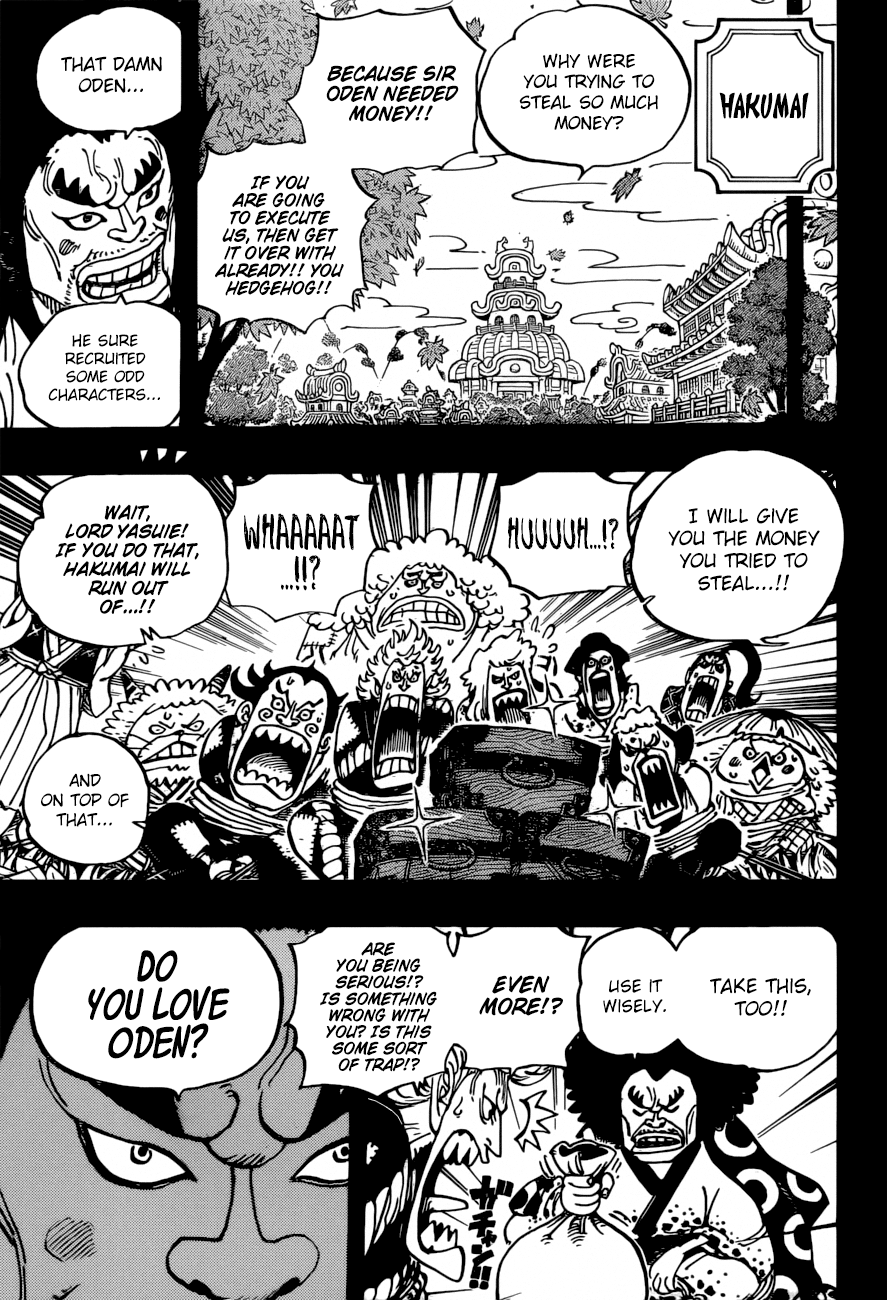 HAKUMAI
WHY WERE
YOU TRYING TO
STEAL SO MUCH
MONEY?
BECAUSE SIR
ODEN NEEDED
MONEY!!
IF YOU
ARE GOING
TO EXECUTE
US, THEN GET
IT OVER WITH
ALREADY!! YOU
HEDGEHOG!!
THAT DAMN
ODEN...
HE SURE
RECRUITED
SOME ODD
CHARACTERS...
I WILL GIVE
YOU THE MONEY
YOU TRIED TO
STEAL...!!
HUUUUH...!?
WHAAAAAT
...!!?
WAIT,
LORD YASUIE!
IF YOU DO THAT,
HAKUMAI WILL
RUN OUT
OF...!!
AND
ON TOP OF
THAT...
TAKE THIS,
TOO!!
USE IT
WISELY.
EVEN
MORE!?
ガチャン!!
ARE
YOU BEING
SERIOUS!?
IS SOMETHING
WRONG WITH
YOU? IS THIS
SOME SORT
OF TRAP!?
DO
YOU LOVE
ODEN?